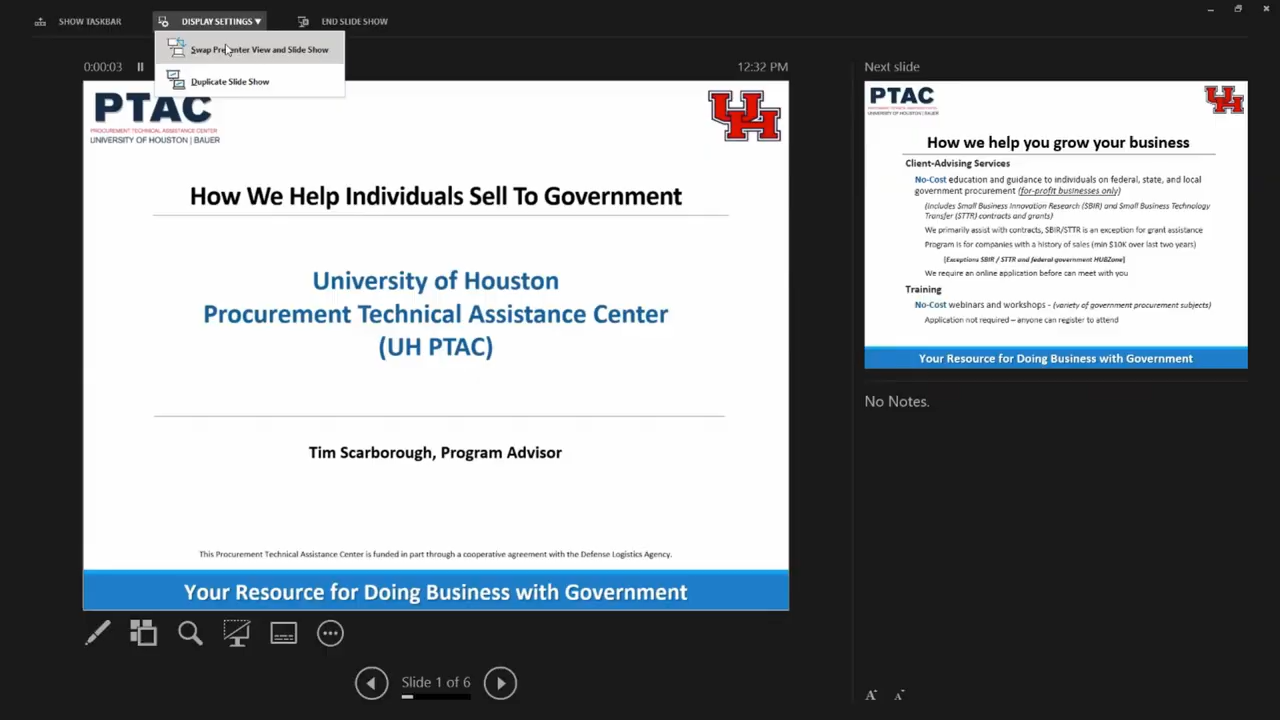 SHOW TASKBAR
DISPLAY SETTINGS ▼
END SLIDE SHOW
Swap Presenter View and Slide Show
Duplicate Slide Show
0:00:03
12:32 PM
PTAC
PROCUREMENT TECHNICAL ASSISTANCE CENTER
UNIVERSITY OF HOUSTON | BAUER
UH
How We Help Individuals Sell To Government
University of Houston
Procurement Technical Assistance Center
(UH PTAC)
Tim Scarborough, Program Advisor
This Procurement Technical Assistance Center is funded in part through a cooperative agreement with the Defense Logistics Agency.
Your Resource for Doing Business with Government
Slide 1 of 6
Next slide
PTAC
UNIVERSITY OF HOUSTON | BAUER
UH
How we help you grow your business
Client-Advising Services
No-Cost education and guidance to individuals on federal, state, and local
government procurement (for-profit businesses only)
(Includes Small Business Innovation Research (SBIR) and Small Business Technology
Transfer (STTR) contracts and grants)
We primarily assist with contracts, SBIR/STTR is an exception for grant assistance
Program is for companies with a history of sales (min $10K over last two years)
[Exceptions SBIR / STTR and federal government HUBZone]
We require an online application before can meet with you
Training
No-Cost webinars and workshops - (variety of government procurement subjects)
Application not required – anyone can register to attend
Your Resource for Doing Business with Government
No Notes.
A A